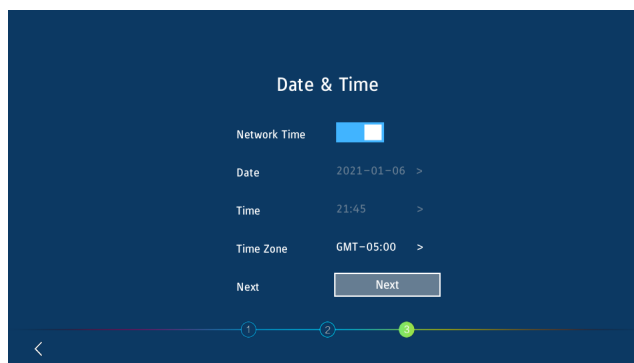 Date & Time
Network Time
Date 2021-01-06 >
Time 21:45 >
Time Zone GMT-05:00 >
Next Next
1 2 3
<